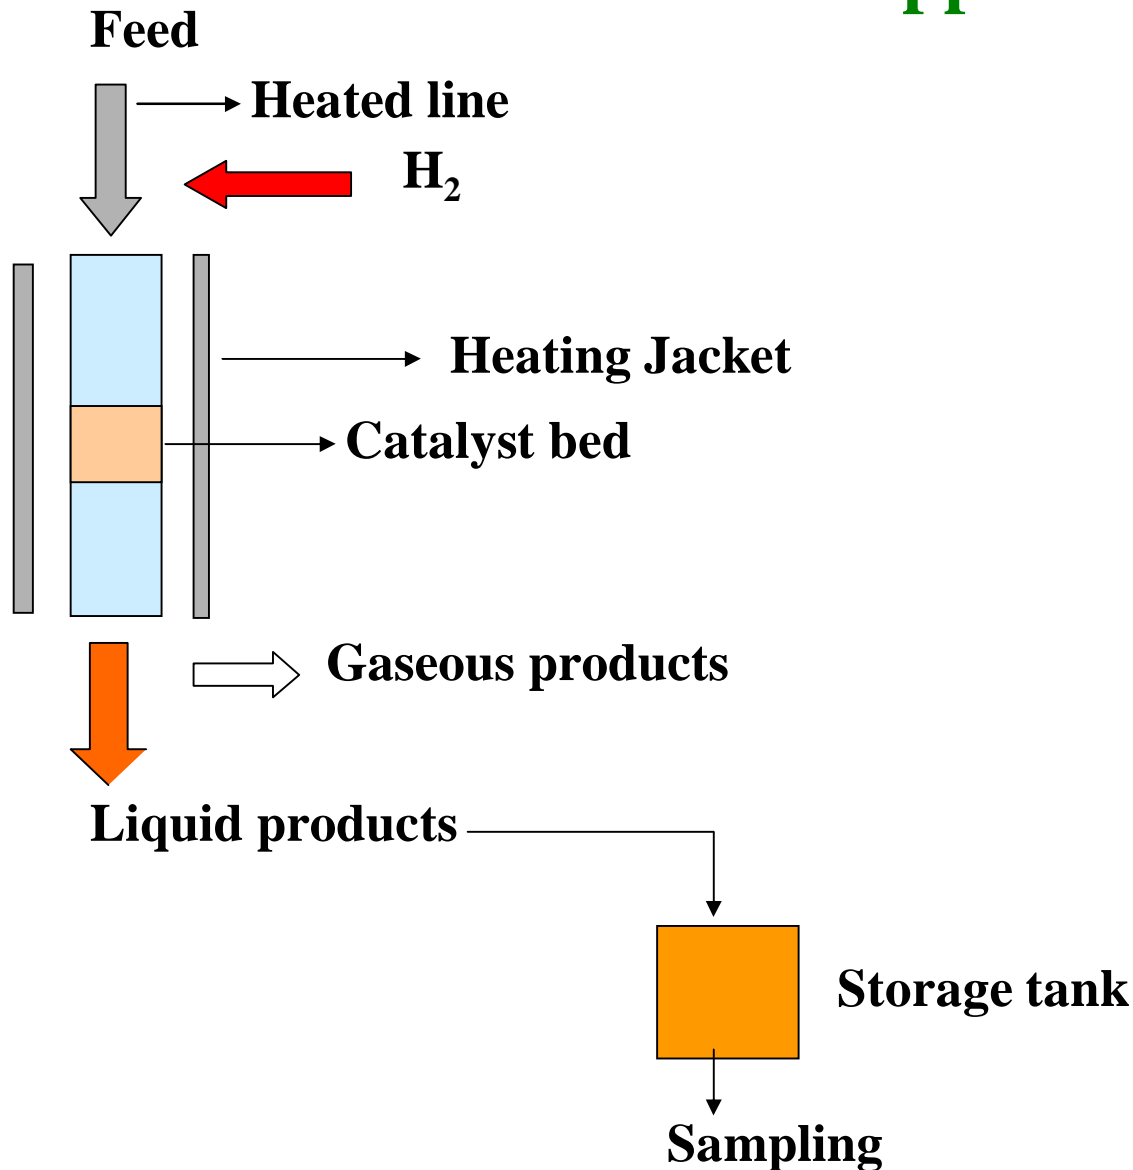 Feed
Heated line
H₂
Heating Jacket
Catalyst bed
Gaseous products
Liquid products
Storage tank
Sampling